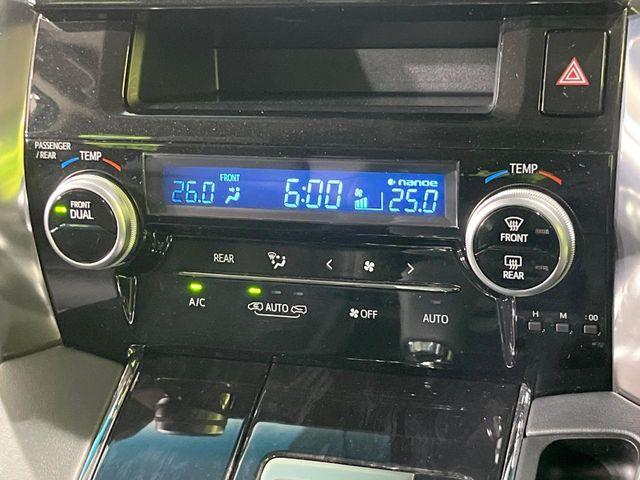 PASSENGER
/REAR
TEMP
TEMP
FRONT
nanoe
26.0 6:00 25.0
FRONT
DUAL
FRONT
REAR
REAR
A/C
AUTO
OFF
AUTO
H M :00